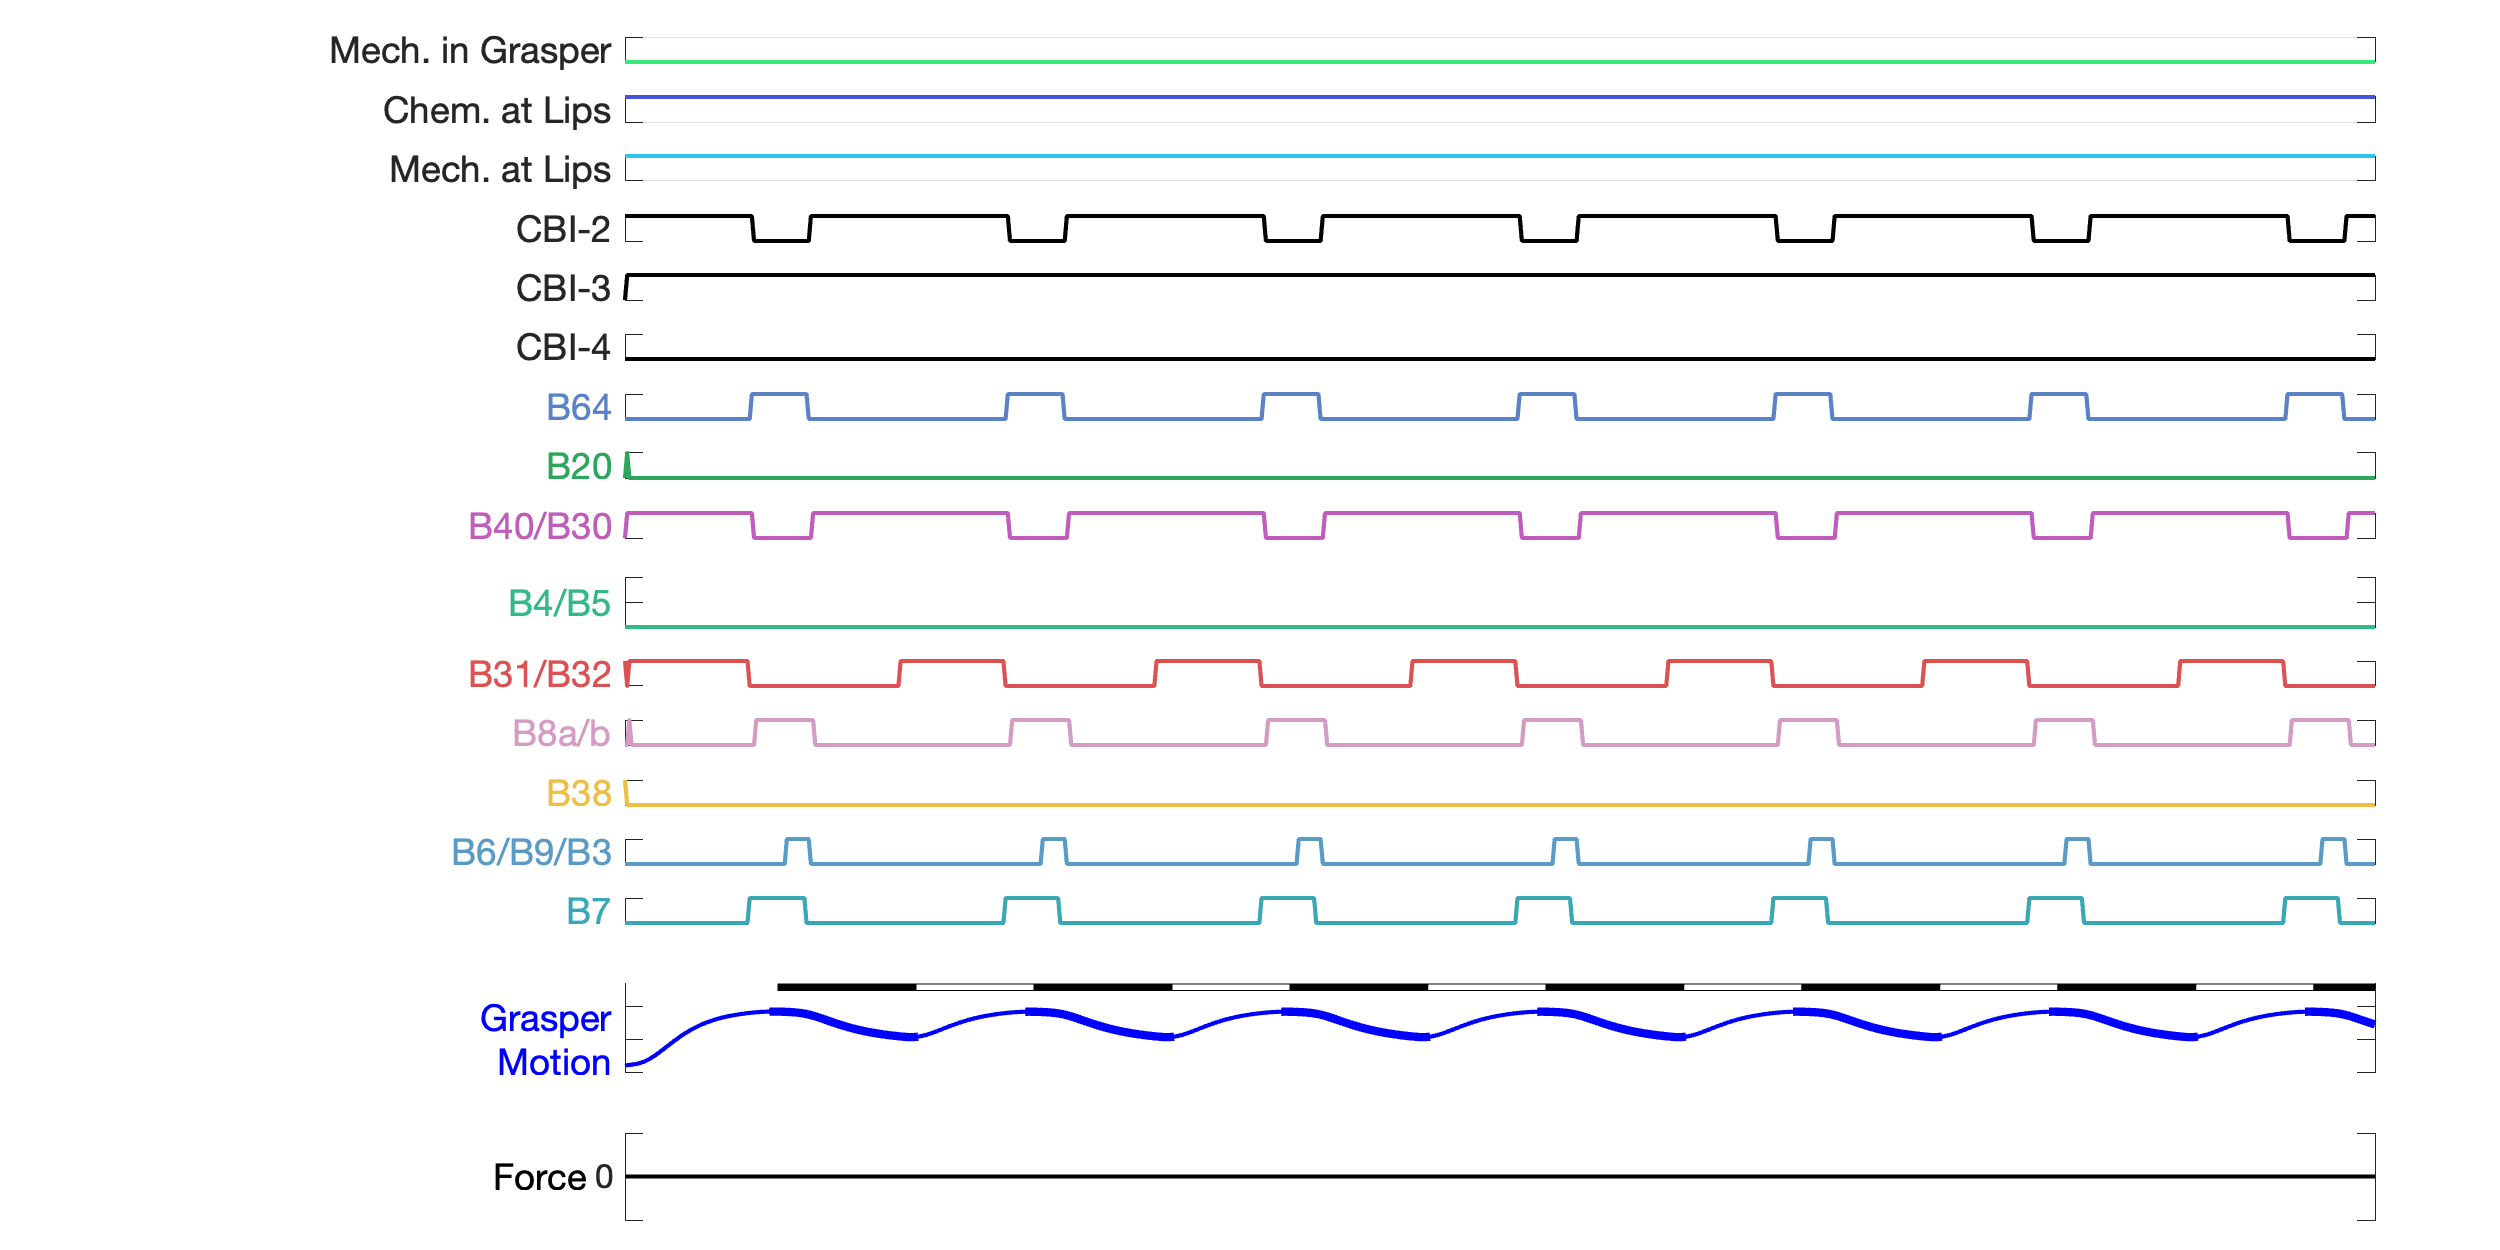 Mech. in Grasper
Chem. at Lips
Mech. at Lips
CBI-2
CBI-3
CBI-4
B64
B20
B40/B30
B4/B5
B31/B32
B8a/b
B38
B6/B9/B3
B7
Grasper
Motion
Force 0